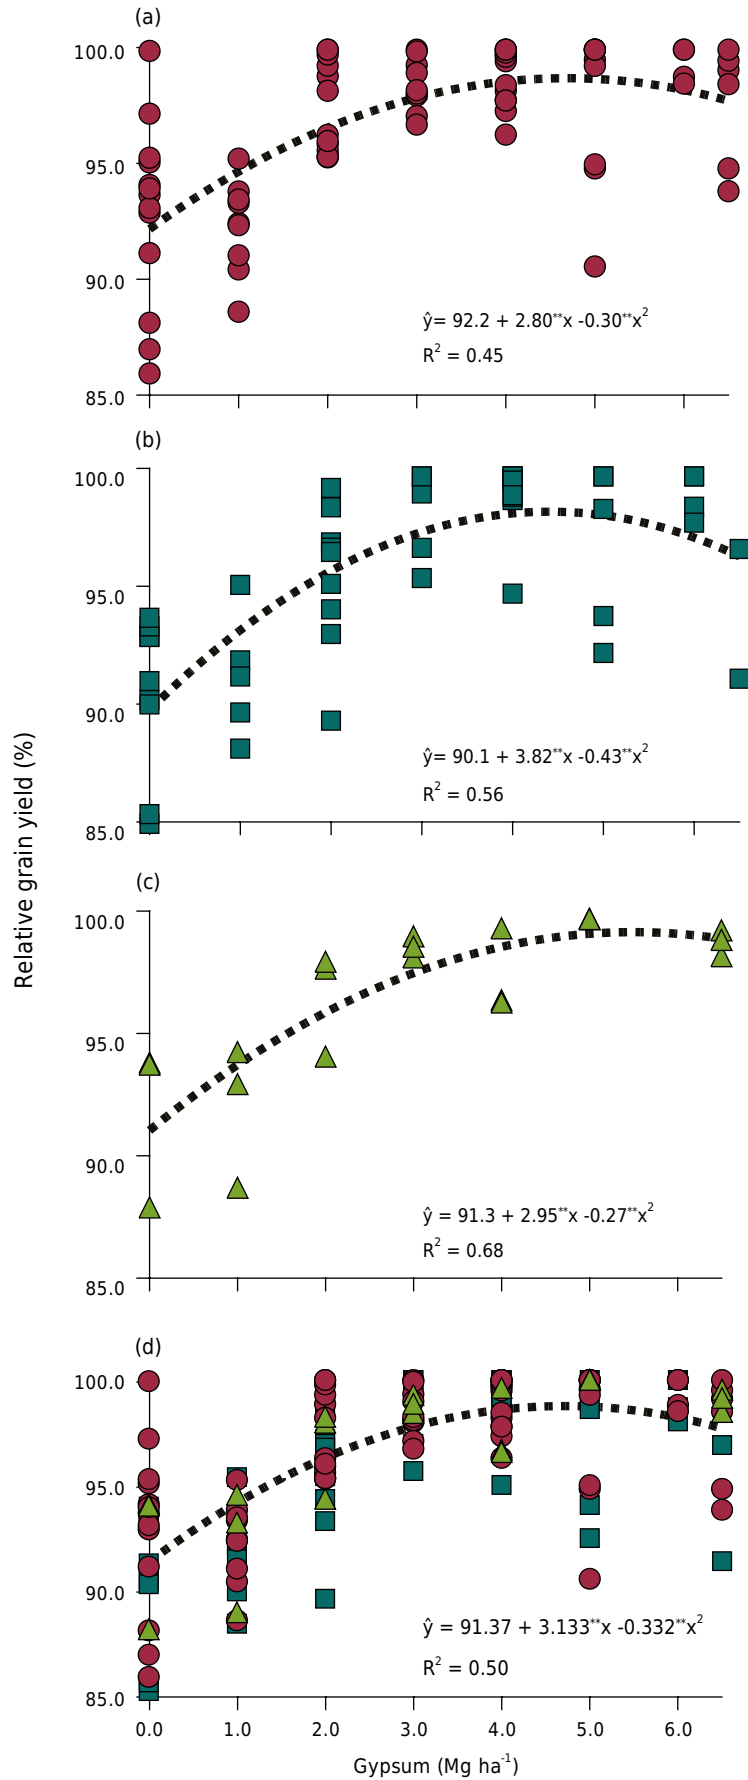 (a)
100.0
95.0
90.0
85.0
ŷ= 92.2 + 2.80**x -0.30**x²
R² = 0.45
(b)
100.0
95.0
90.0
85.0
ŷ= 90.1 + 3.82**x -0.43**x²
R² = 0.56
Relative grain yield (%)
(c)
100.0
95.0
90.0
85.0
ŷ = 91.3 + 2.95**x -0.27**x²
R² = 0.68
(d)
100.0
95.0
90.0
85.0
ŷ = 91.37 + 3.133**x -0.332**x²
R² = 0.50
0.0 1.0 2.0 3.0 4.0 5.0 6.0
Gypsum (Mg ha⁻¹)